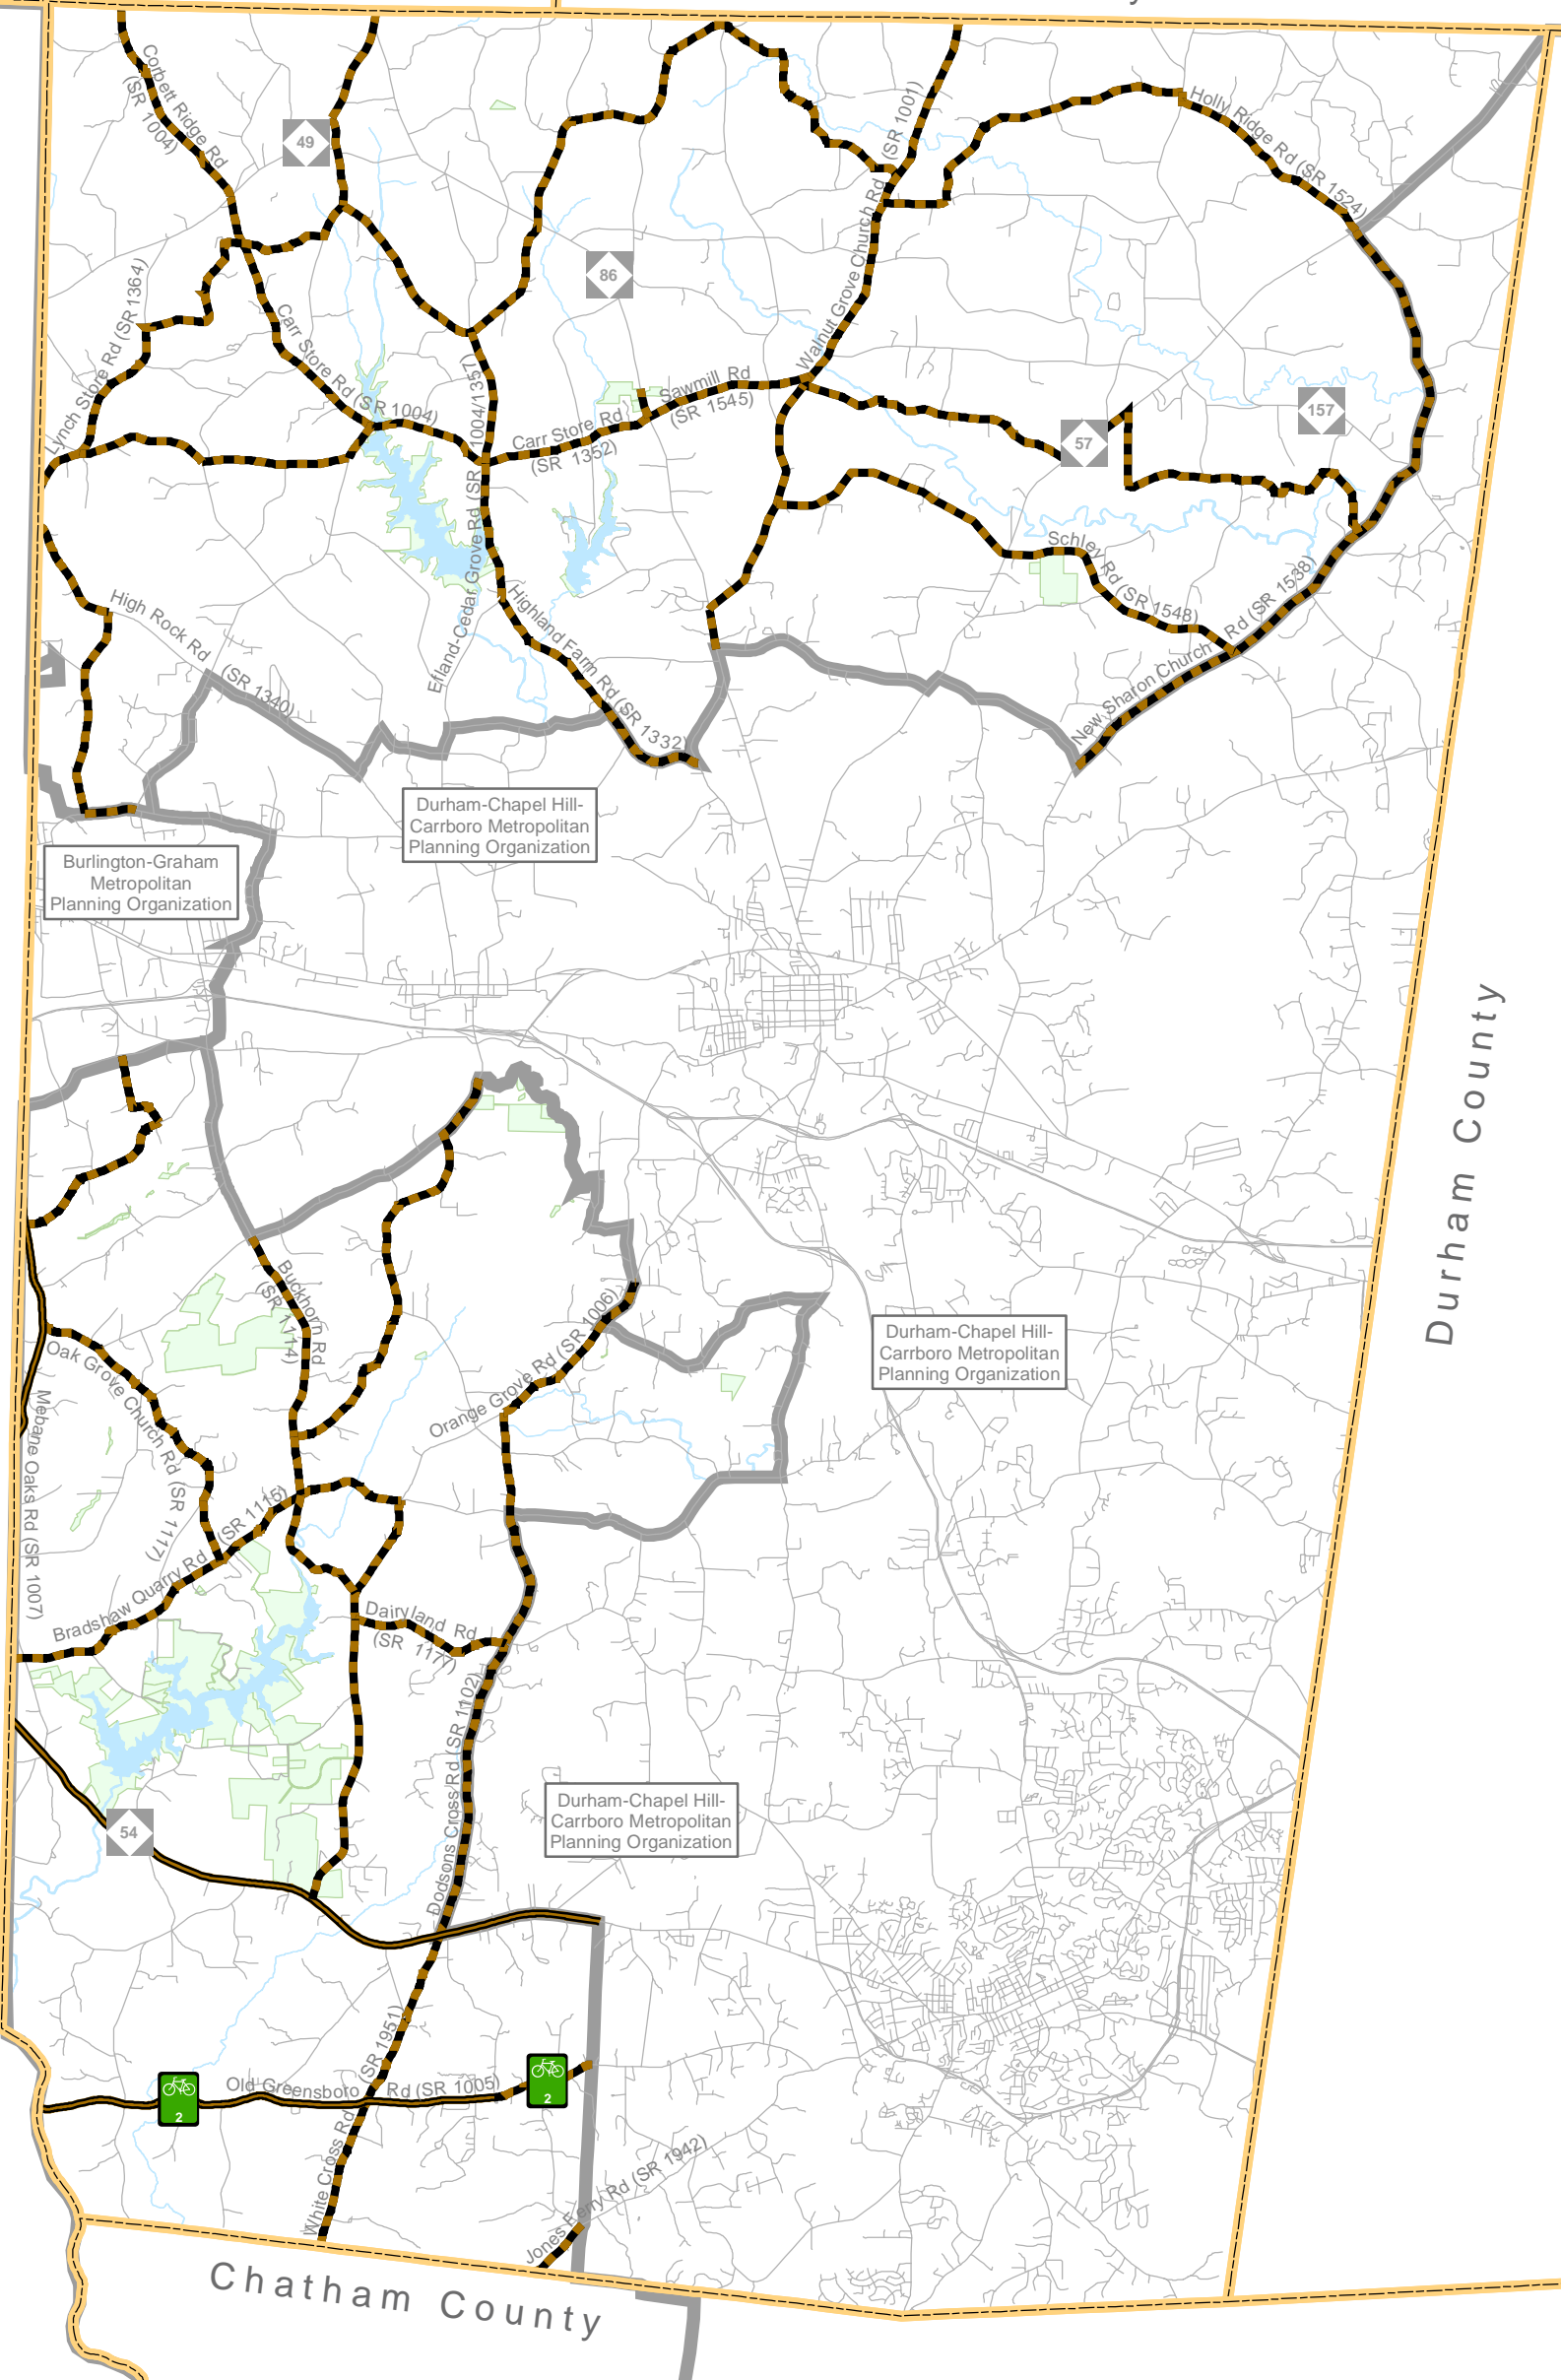 Corbett Ridge Rd
(SR 1004)
49
(SR 1001)
Holly Ridge Rd (SR 1524)
Walnut Grove Church Rd
86
Lynch Store Rd (SR 1364)
Carr Store Rd (SR 1004)
Efland-Cedar Grove Rd (SR 1004/1357)
Sawmill Rd
(SR 1545)
Carr Store Rd
(SR 1352)
157
57
Schley Rd (SR 1548)
High Rock Rd (SR 1340)
Highland Farm Rd (SR 1332)
New Sharon Church Rd (SR 1538)
Durham-Chapel Hill-
Carrboro Metropolitan
Planning Organization
Burlington-Graham
Metropolitan
Planning Organization
Durham County
Buckhorn Rd
(SR 1114)
Orange Grove Rd (SR 1006)
Durham-Chapel Hill-
Carrboro Metropolitan
Planning Organization
Oak Grove Church Rd (SR 1117)
Mebane Oaks Rd (SR 1007)
Bradshaw Quarry Rd (SR 1115)
Dairyland Rd
(SR 1177)
Dodsons Cross Rd (SR 1102)
Durham-Chapel Hill-
Carrboro Metropolitan
Planning Organization
54
Old Greensboro Rd (SR 1005)
2
2
White Cross Rd (SR 1951)
Jones Ferry Rd (SR 1942)
Chatham County